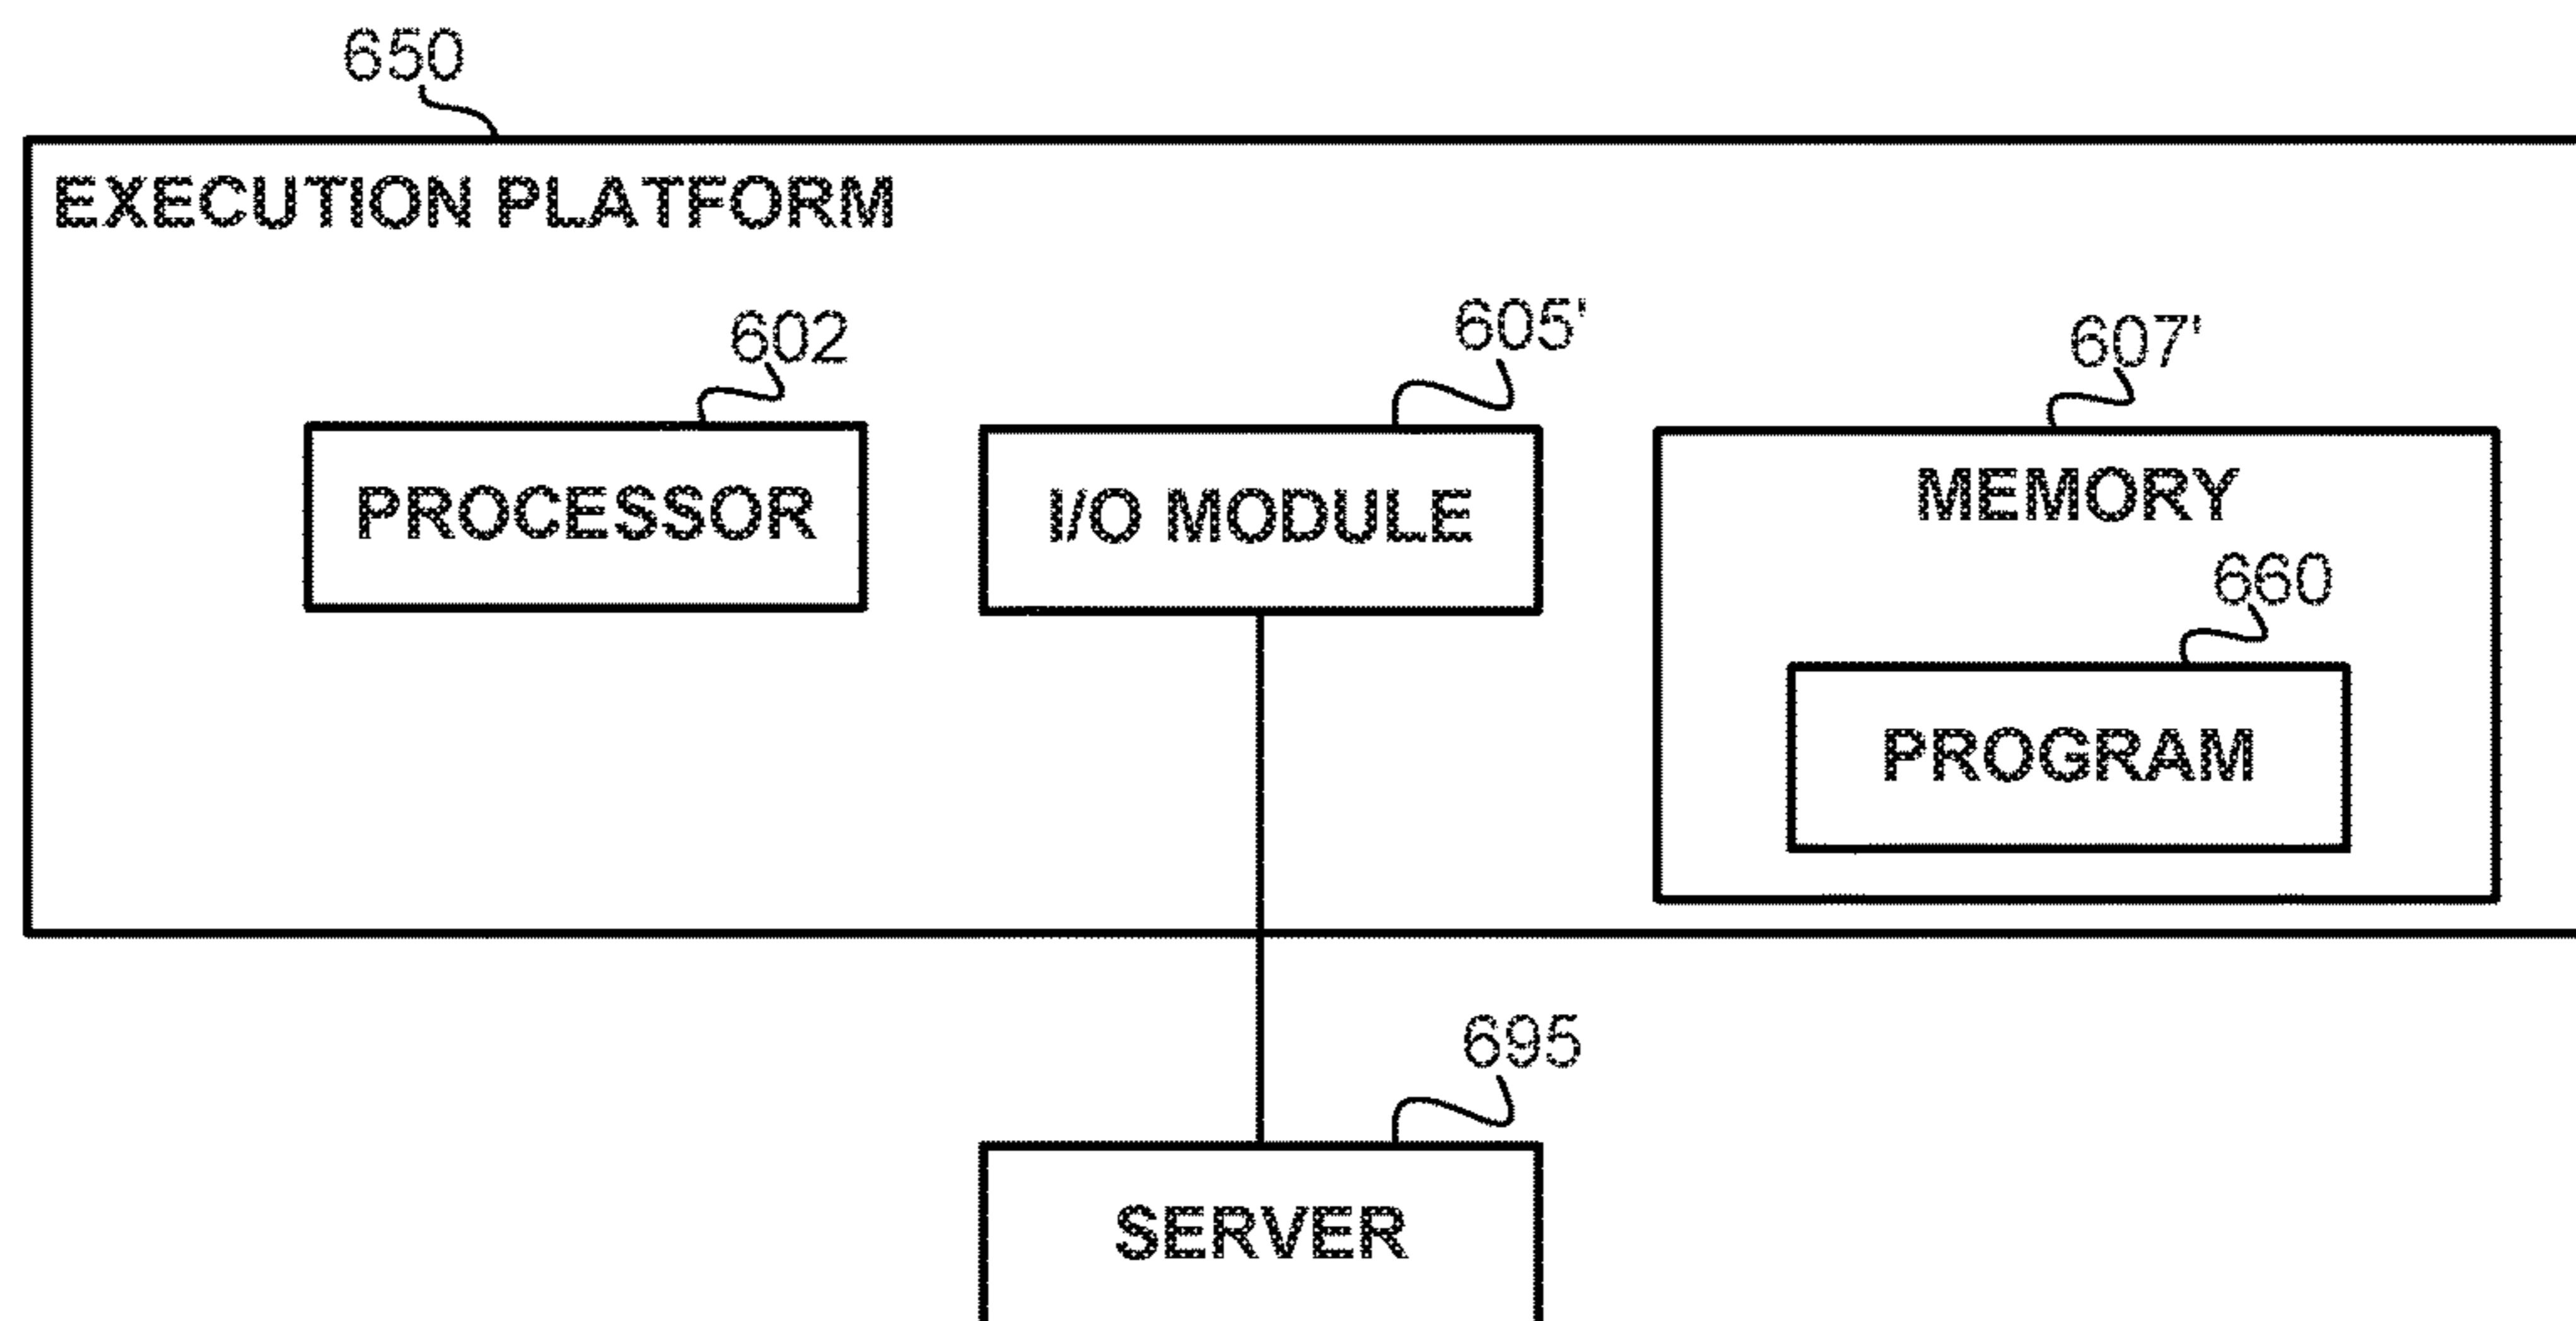 650
EXECUTION PLATFORM
602
605'
607'
PROCESSOR
I/O MODULE
MEMORY
660
PROGRAM
695
SERVER